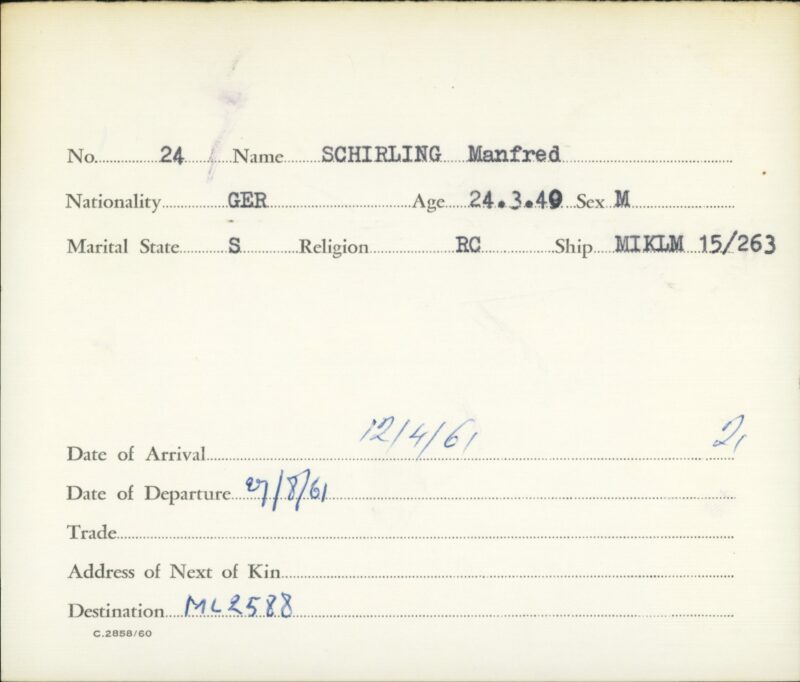 No. 24 Name SCHIRLING Manfred
Nationality GER Age 24.3.40 Sex M
Marital State S Religion RC Ship MIKLM 15/263
Date of Arrival 12/4/61 2,
Date of Departure 27/8/61
Trade
Address of Next of Kin
Destination ML2588
C.2858/60